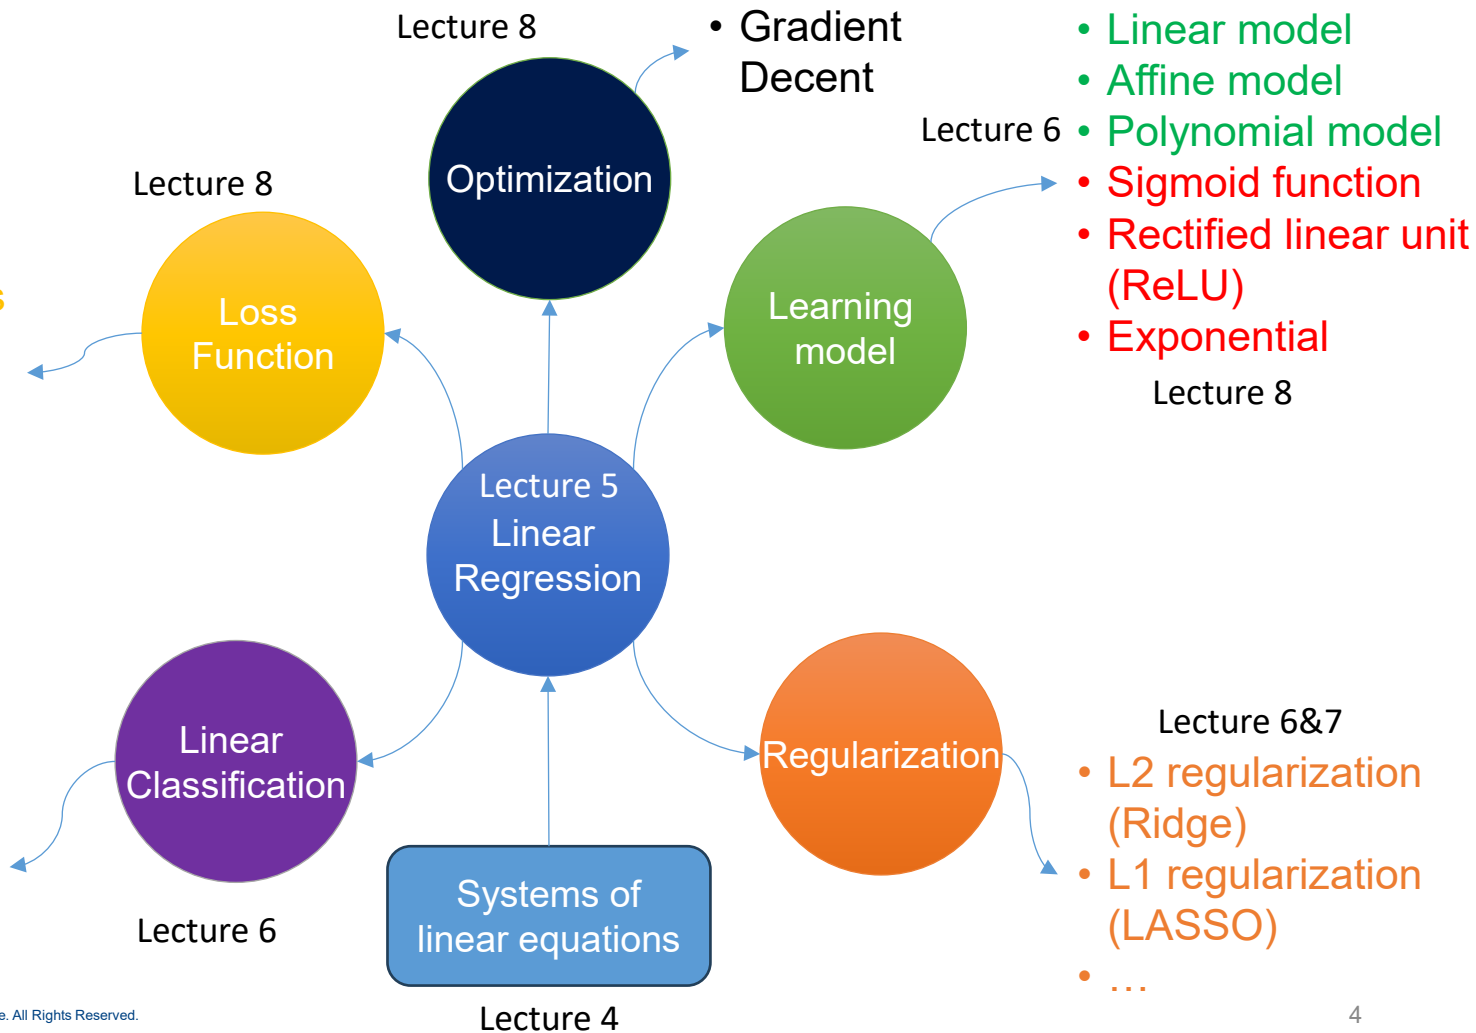 Lecture 8
• Gradient
Decent
• Linear model
• Affine model
Lecture 6
• Polynomial model
• Sigmoid function
• Rectified linear unit
(ReLU)
• Exponential
Lecture 8
Optimization
Lecture 8
s
Loss
Function
Learning
model
Lecture 5
Linear
Regression
Linear
Classification
Lecture 6
Regularization
Lecture 6&7
• L2 regularization
(Ridge)
• L1 regularization
(LASSO)
• …
Systems of
linear equations
Lecture 4
e. All Rights Reserved.
4